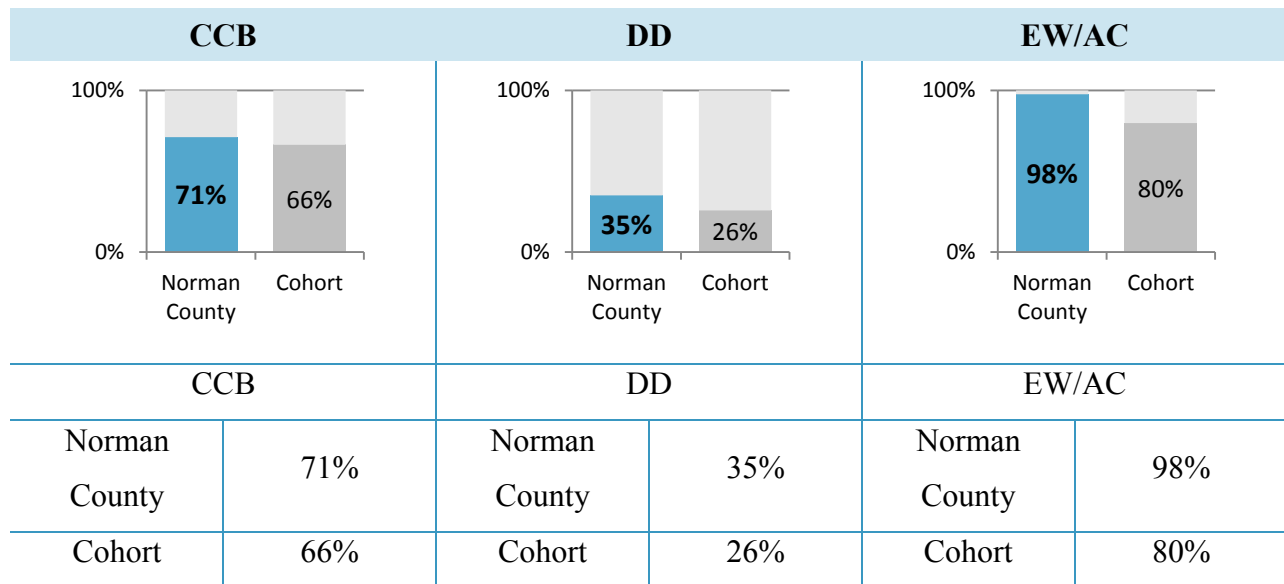 CCB DD EW/AC
100% 100% 100%
71% 66% 35% 26% 98% 80%
0% 0% 0%
Norman Cohort Norman Cohort Norman Cohort
County County County
CCB DD EW/AC
Norman Norman Norman
71% 35% 98%
County County County
Cohort 66% Cohort 26% Cohort 80%